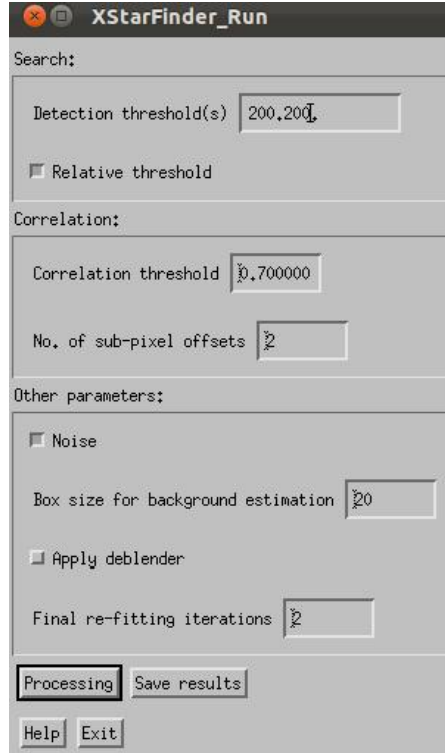 XStarFinder_Run
Search:
Detection threshold(s) 200.200.
Relative threshold
Correlation:
Correlation threshold 0.700000
No. of sub-pixel offsets 2
Other parameters:
Noise
Box size for background estimation 20
Apply deblender
Final re-fitting iterations 2
Processing Save results
Help Exit